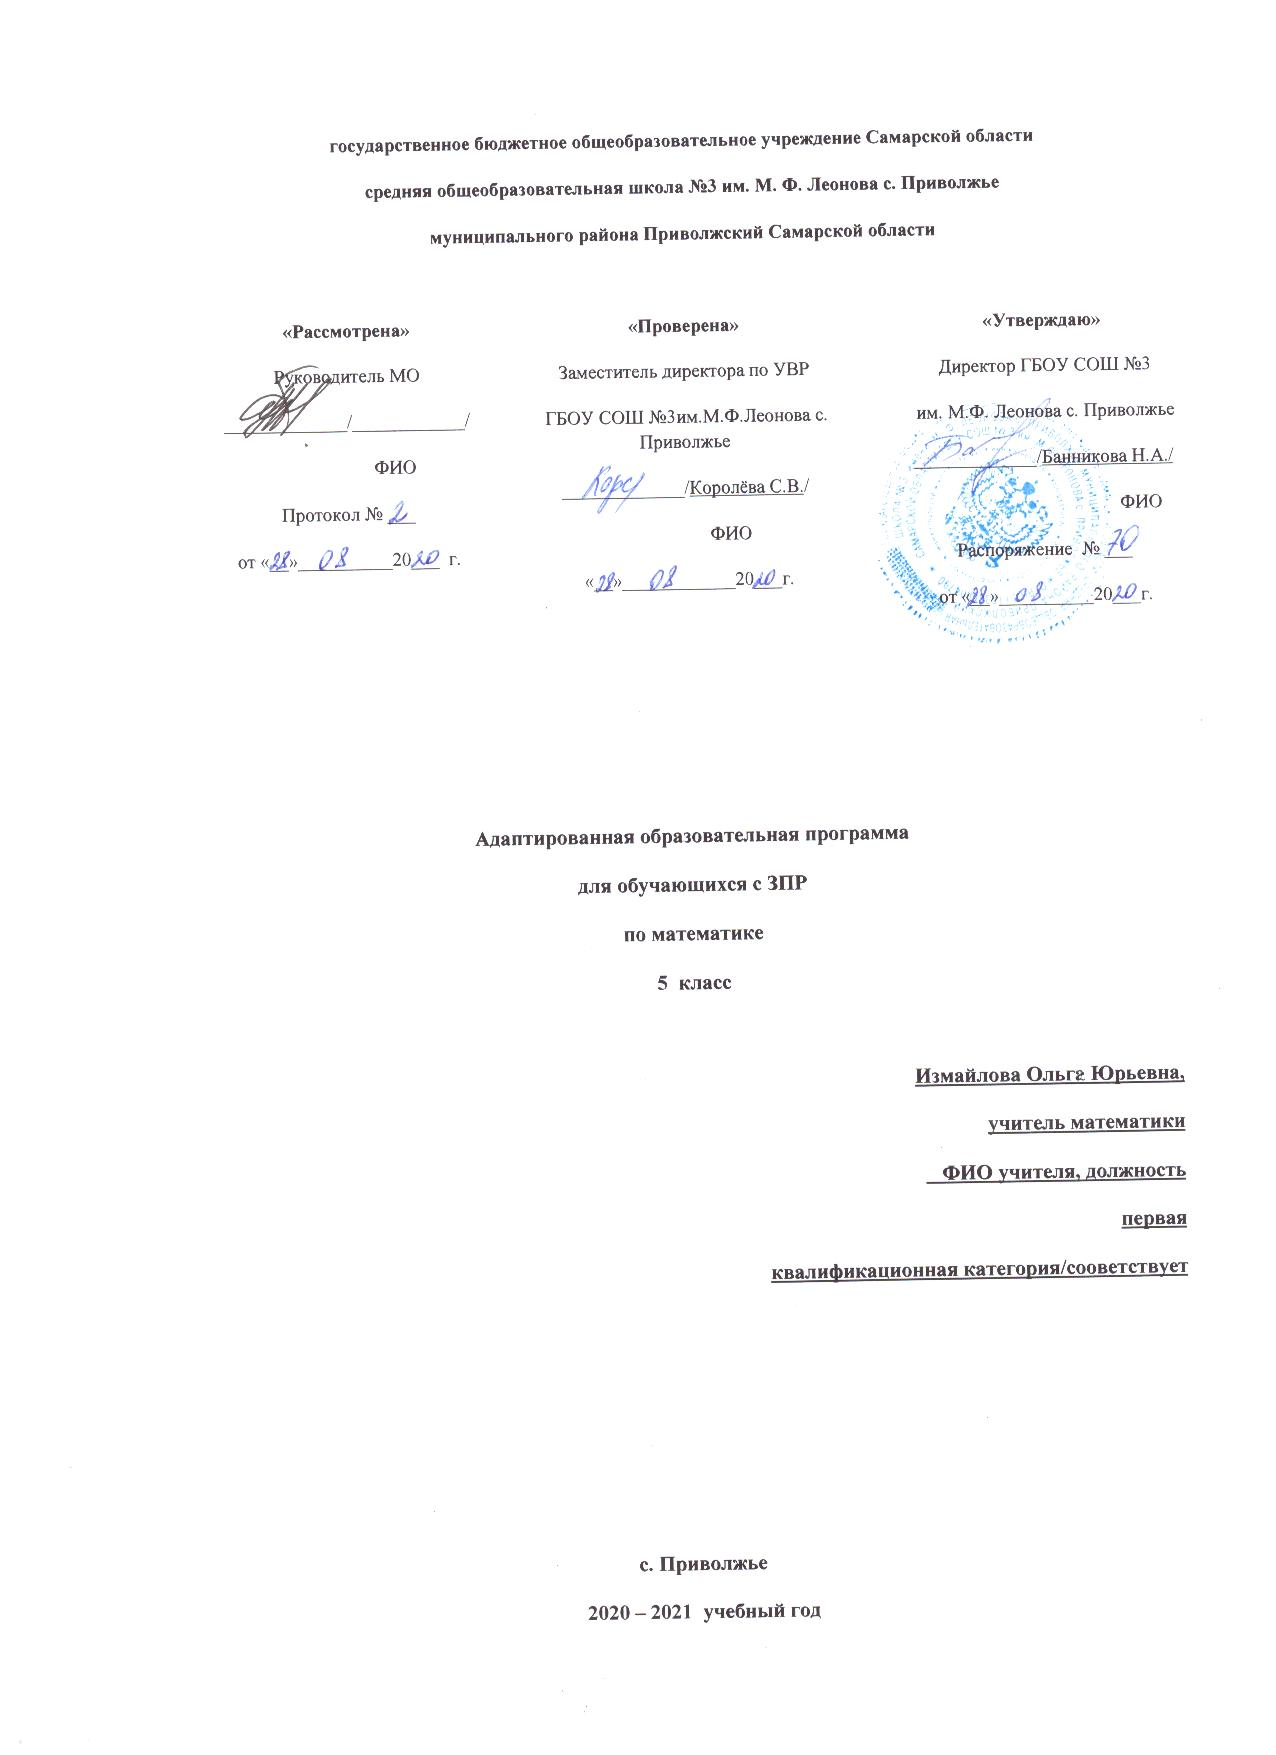 государственное бюджетное общеобразовательное учреждение Самарской области
средняя общеобразовательная школа №3 им. М. Ф. Леонова с. Приволжье
муниципального района Приволжский Самарской области
«Рассмотрена»
Руководитель МО
______________/_____________/
ФИО
Протокол № 2
от «28» 08 2020 г.
«Проверена»
Заместитель директора по УВР
ГБОУ СОШ №3им.М.Ф.Леонова с.
Приволжье
______________/Королёва С.В./
ФИО
«28» 08 2020 г.
«Утверждаю»
Директор ГБОУ СОШ №3
им. М.Ф. Леонова с. Приволжье
______________/Банникова Н.А./
ФИО
Распоряжение № 70
от «28» 08 2020 г.
Адаптированная образовательная программа
для обучающихся с ЗПР
по математике
5 класс
Измайлова Ольга Юрьевна,
учитель математики
ФИО учителя, должность
первая
квалификационная категория/сооветствует
с. Приволжье
2020 – 2021 учебный год